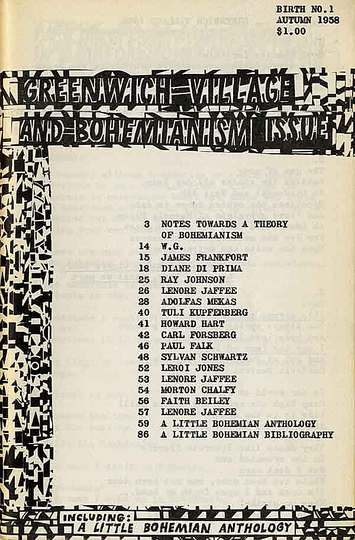 BIRTH NO.1
AUTUMN 1958
$1.00
GREENWICH VILLAGE
AND BOHEMIANISM ISSUE
3 NOTES TOWARDS A THEORY
OF BOHEMIANISM
14 W.G.
15 JAMES FRANKFORT
18 DIANE DI PRIMA
25 RAY JOHNSON
26 LENORE JAFFEE
28 ADOLFAS MEKAS
40 TULI KUPFERBERG
41 HOWARD HART
42 CARL FORSBERG
46 PAUL FALK
48 SYLVAN SCHWARTZ
52 LEROI JONES
53 LENORE JAFFEE
54 MORTON CHALFY
56 FAITH BEILEY
57 LENORE JAFFEE
59 A LITTLE BOHEMIAN ANTHOLOGY
86 A LITTLE BOHEMIAN BIBLIOGRAPHY
INCLUDING:
A LITTLE BOHEMIAN ANTHOLOGY